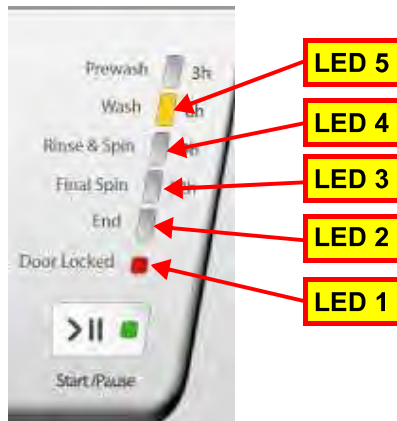 Prewash 3h
LED 5
Wash
LED 4
Rinse & Spin
LED 3
Final Spin
LED 2
End
Door Locked
LED 1
Start/Pause